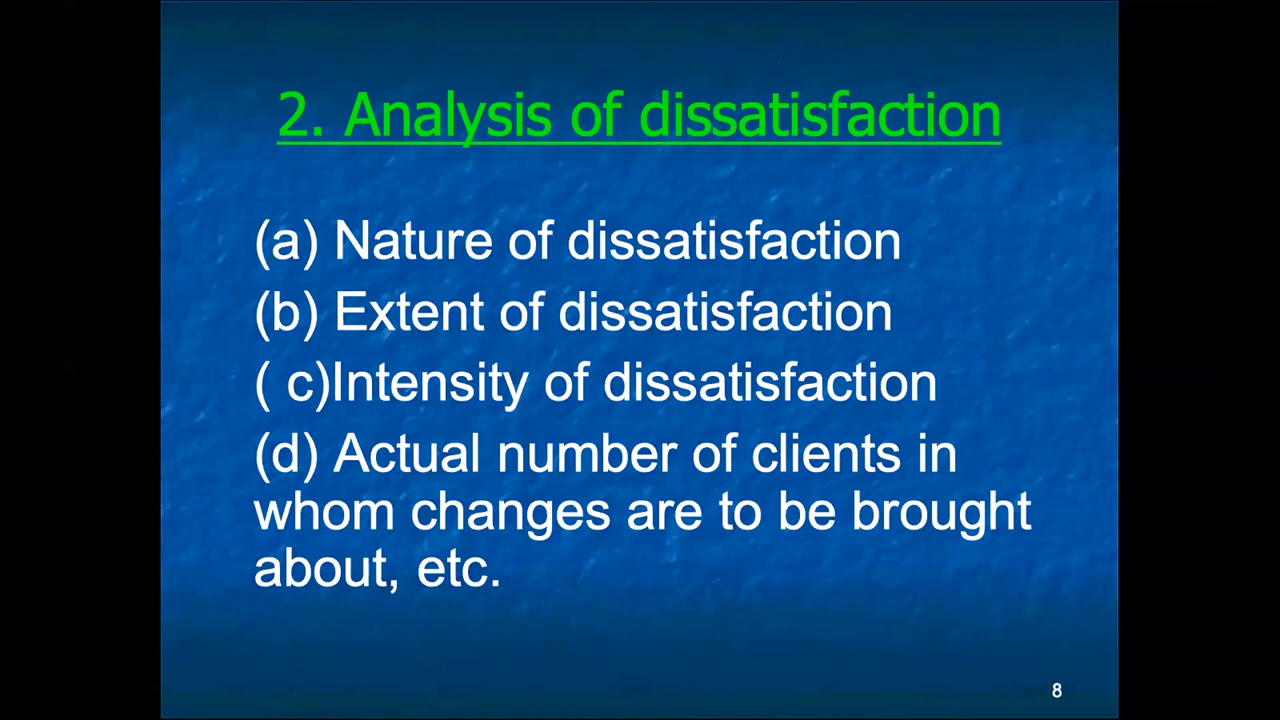 2. Analysis of dissatisfaction
(a) Nature of dissatisfaction
(b) Extent of dissatisfaction
( c)Intensity of dissatisfaction
(d) Actual number of clients in
whom changes are to be brought
about, etc.
8